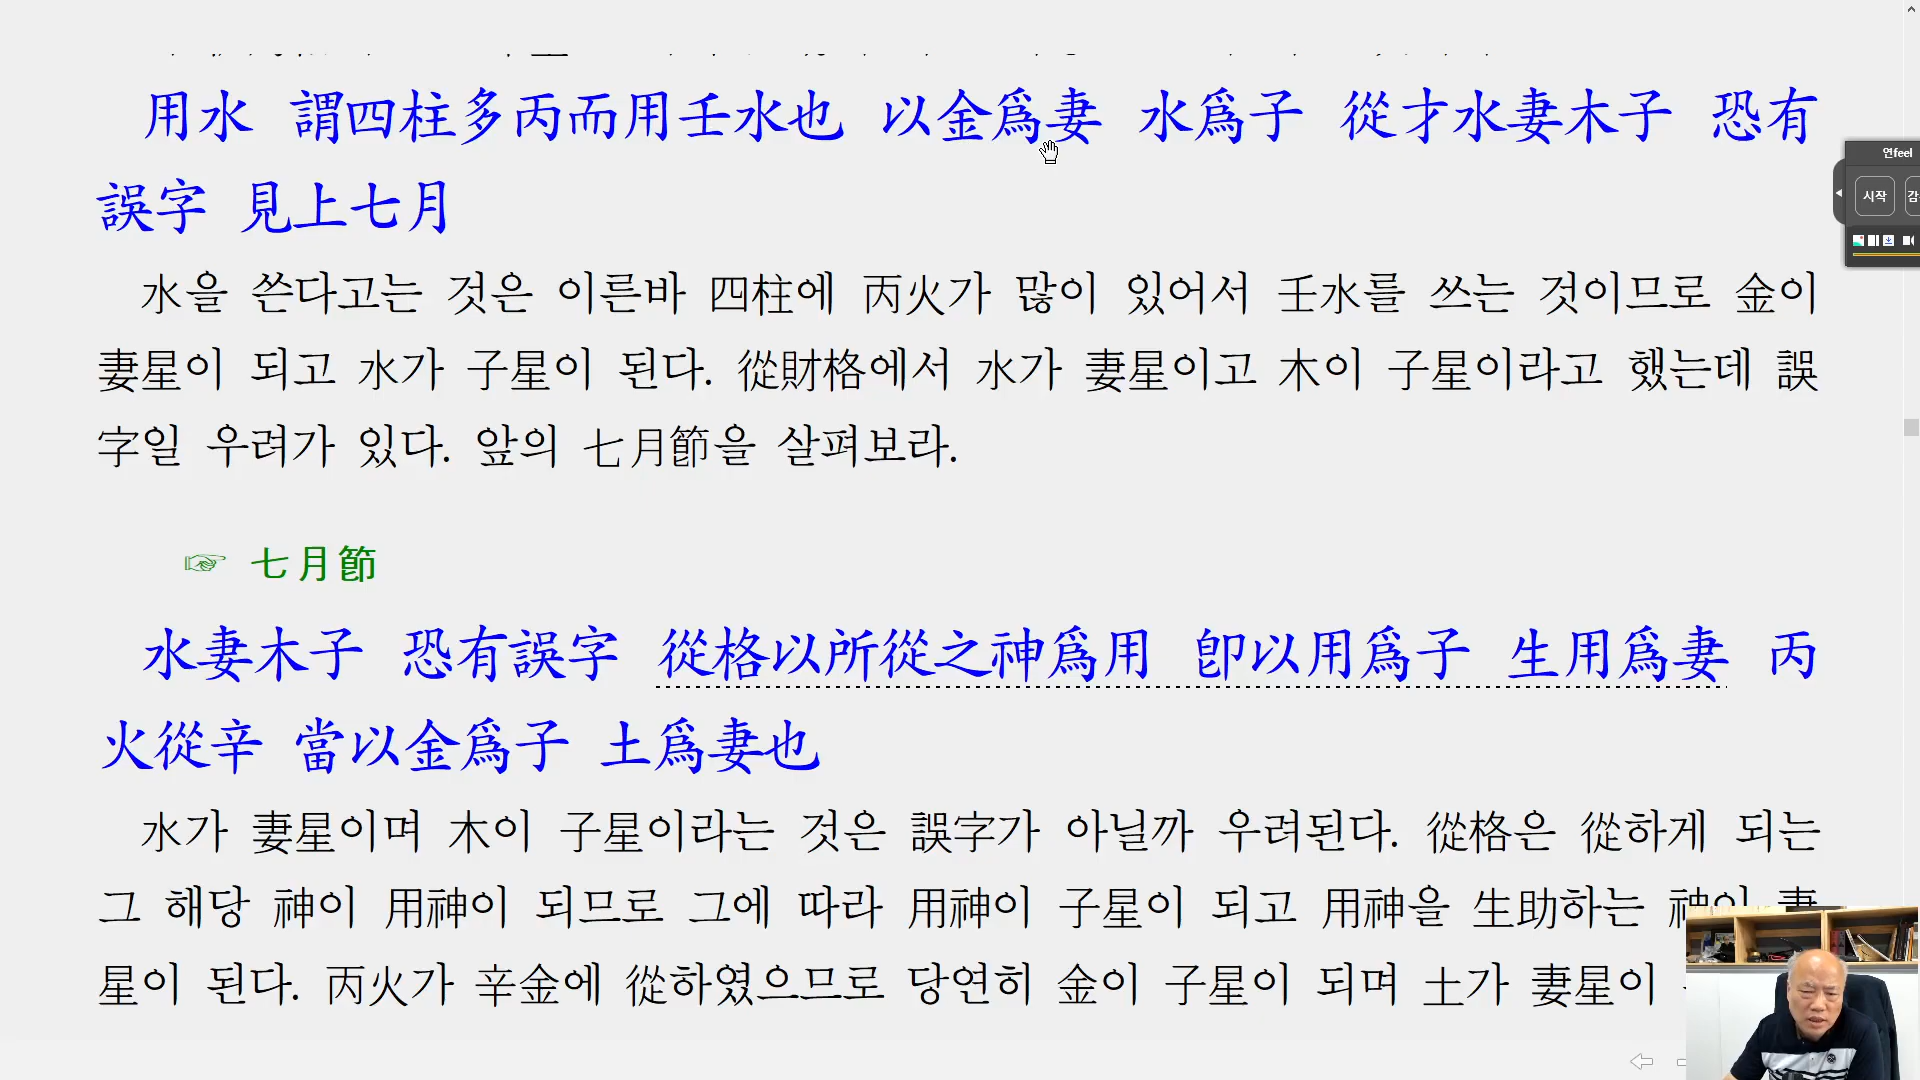 用水 謂四柱多丙而用壬水也 以金爲妻 水爲子 從才水妻木子 恐有
誤字 見上七月
水을 쓴다고는 것은 이른바 四柱에 丙火가 많이 있어서 壬水를 쓰는 것이므로 金이
妻星이 되고 水가 子星이 된다. 從財格에서 水가 妻星이고 木이 子星이라고 했는데 誤
字일 우려가 있다. 앞의 七月節을 살펴보라.
☞ 七月節
水妻木子 恐有誤字 從格以所從之神爲用 卽以用爲子 生用爲妻 丙
火從辛 當以金爲子 土爲妻也
水가 妻星이며 木이 子星이라는 것은 誤字가 아닐까 우려된다. 從格은 從하게 되는
그 해당 神이 用神이 되므로 그에 따라 用神이 子星이 되고 用神을 生助하는 神이 妻
星이 된다. 丙火가 辛金에 從하였으므로 당연히 金이 子星이 되며 土가 妻星이
연feel
시작